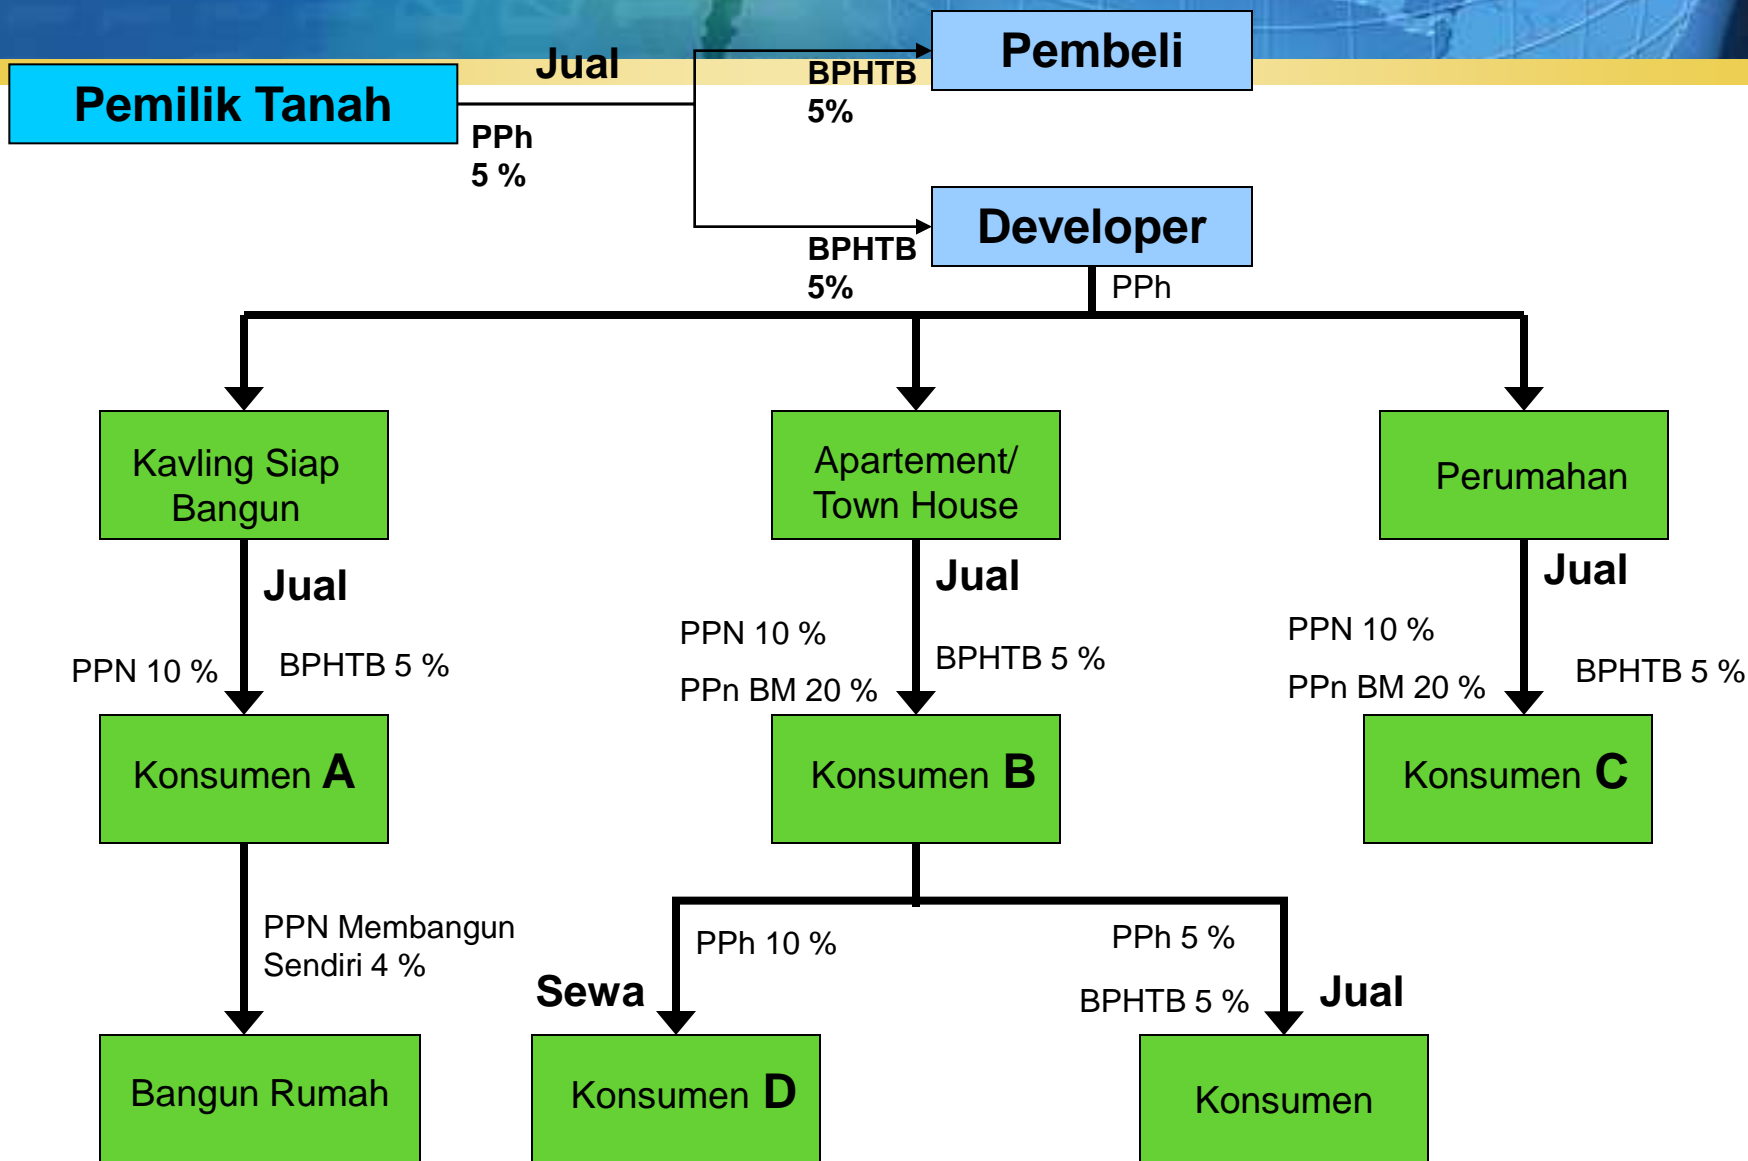 Pemilik Tanah
Jual
PPh
5 %
BPHTB
5%
Pembeli
BPHTB
5%
Developer
PPh
Kavling Siap
Bangun
Apartement/
Town House
Perumahan
Jual
PPN 10 %
BPHTB 5 %
Jual
PPN 10 %
PPn BM 20 %
BPHTB 5 %
Jual
PPN 10 %
PPn BM 20 %
BPHTB 5 %
Konsumen A
Konsumen B
Konsumen C
PPN Membangun
Sendiri 4 %
PPh 10 %
Sewa
PPh 5 %
BPHTB 5 %
Jual
Bangun Rumah
Konsumen D
Konsumen